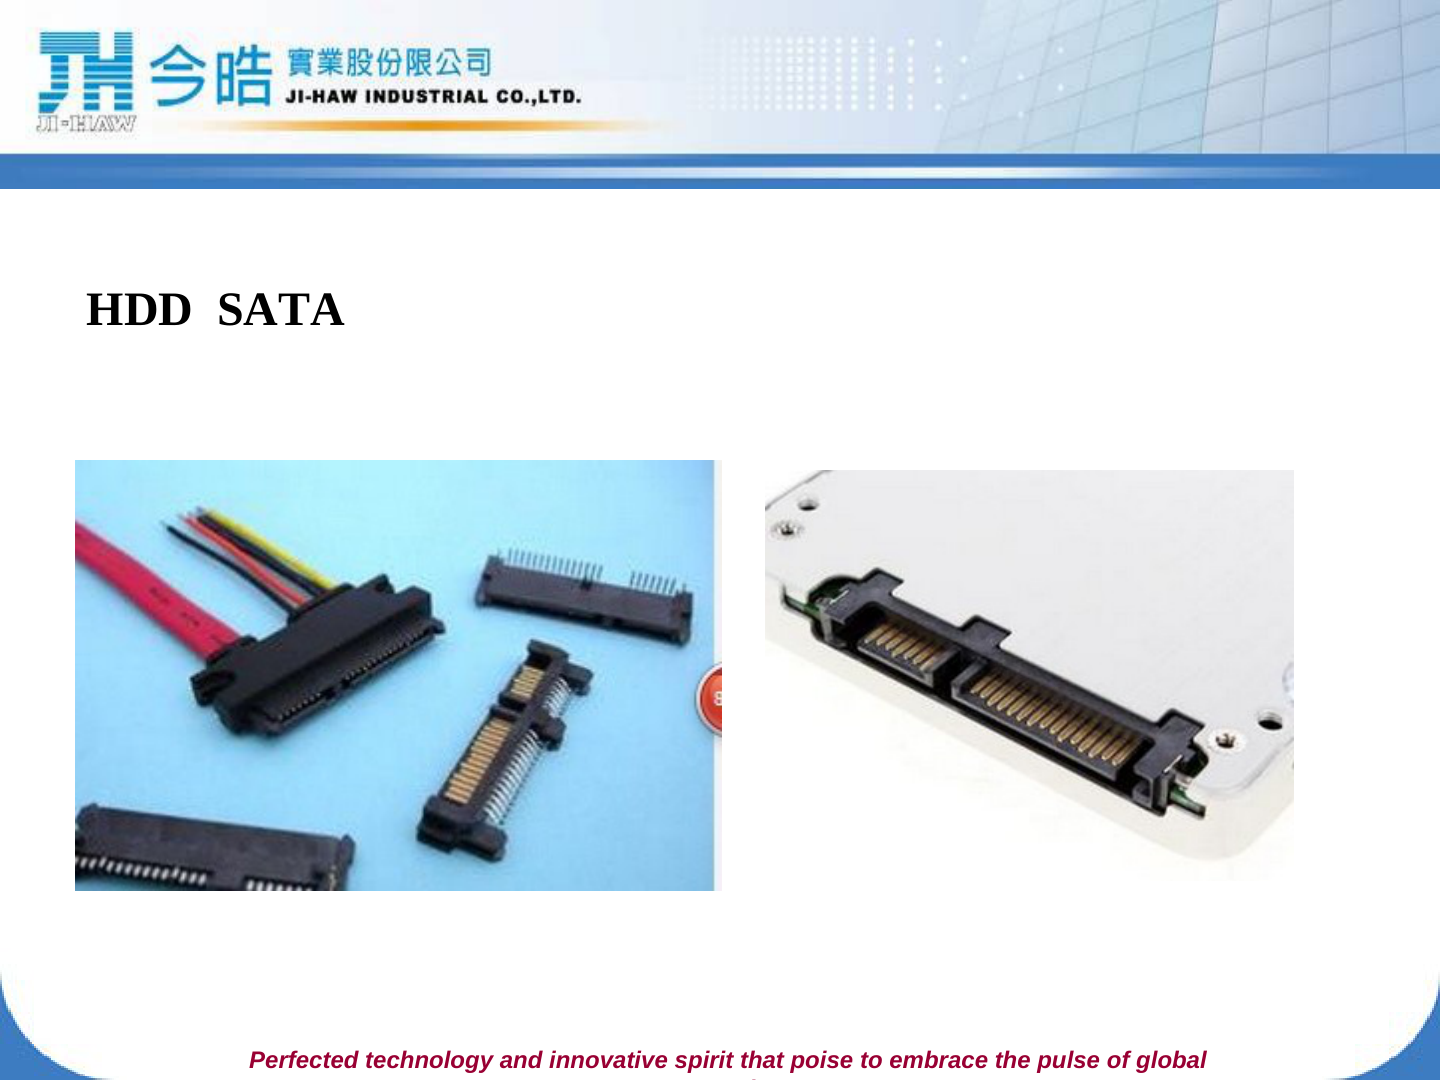 JH 今皓 實業股份限公司
JI-HAW INDUSTRIAL CO.,LTD.
JI-HAW
HDD SATA
Perfected technology and innovative spirit that poise to embrace the pulse of global